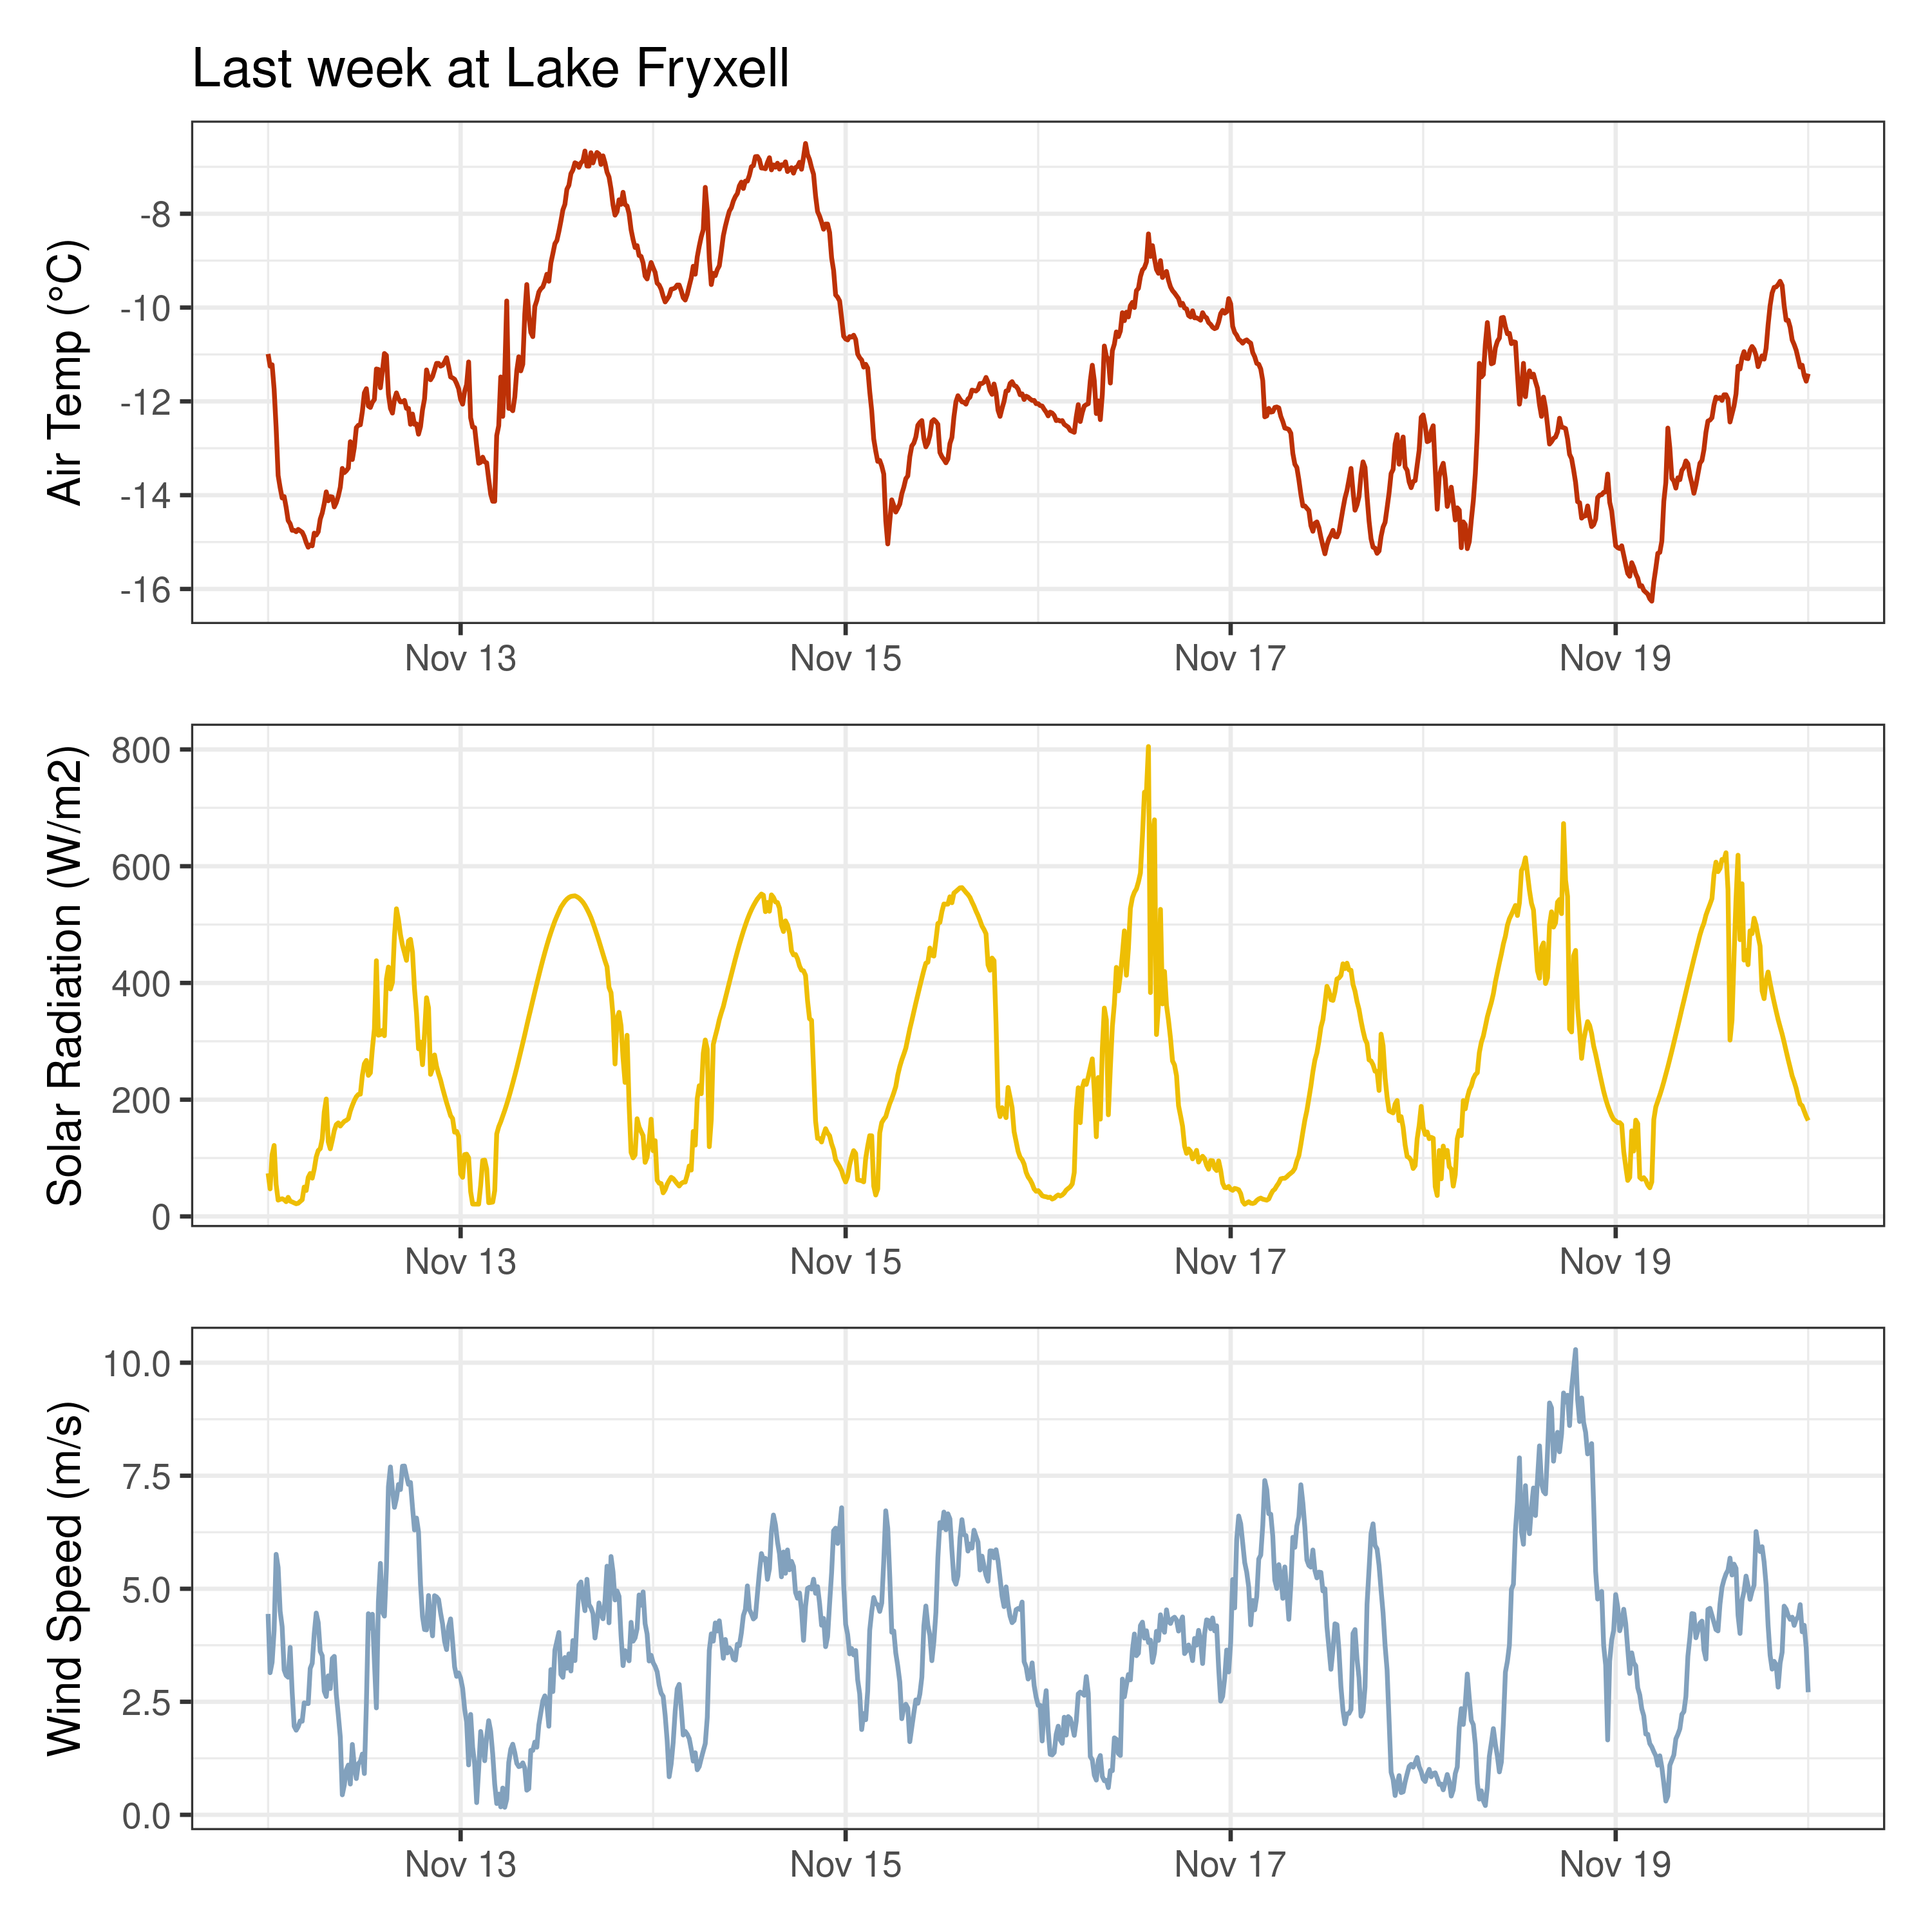 Last week at Lake Fryxell
Air Temp (°C)
-8
-10
-12
-14
-16
Nov 13 Nov 15 Nov 17 Nov 19
Solar Radiation (W/m2)
800
600
400
200
0
Nov 13 Nov 15 Nov 17 Nov 19
Wind Speed (m/s)
10.0
7.5
5.0
2.5
0.0
Nov 13 Nov 15 Nov 17 Nov 19